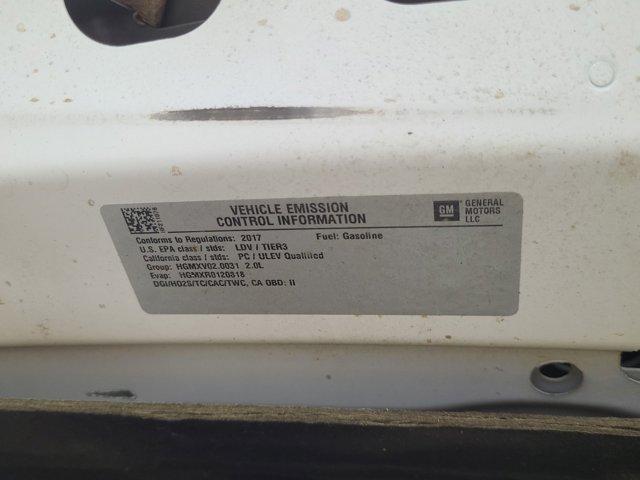 VEHICLE EMISSION
CONTROL INFORMATION
GM GENERAL
MOTORS
LLC
Conforms to Regulations: 2017 Fuel: Gasoline
U.S. EPA class / stds: LDV / TIER3
California class / stds: PC / ULEV Qualified
Group: HGMXV02.0031 2.0L
Evap: HGMXR0120818
DGI/HO2S/TC/CAC/TWC, CA OBD: II